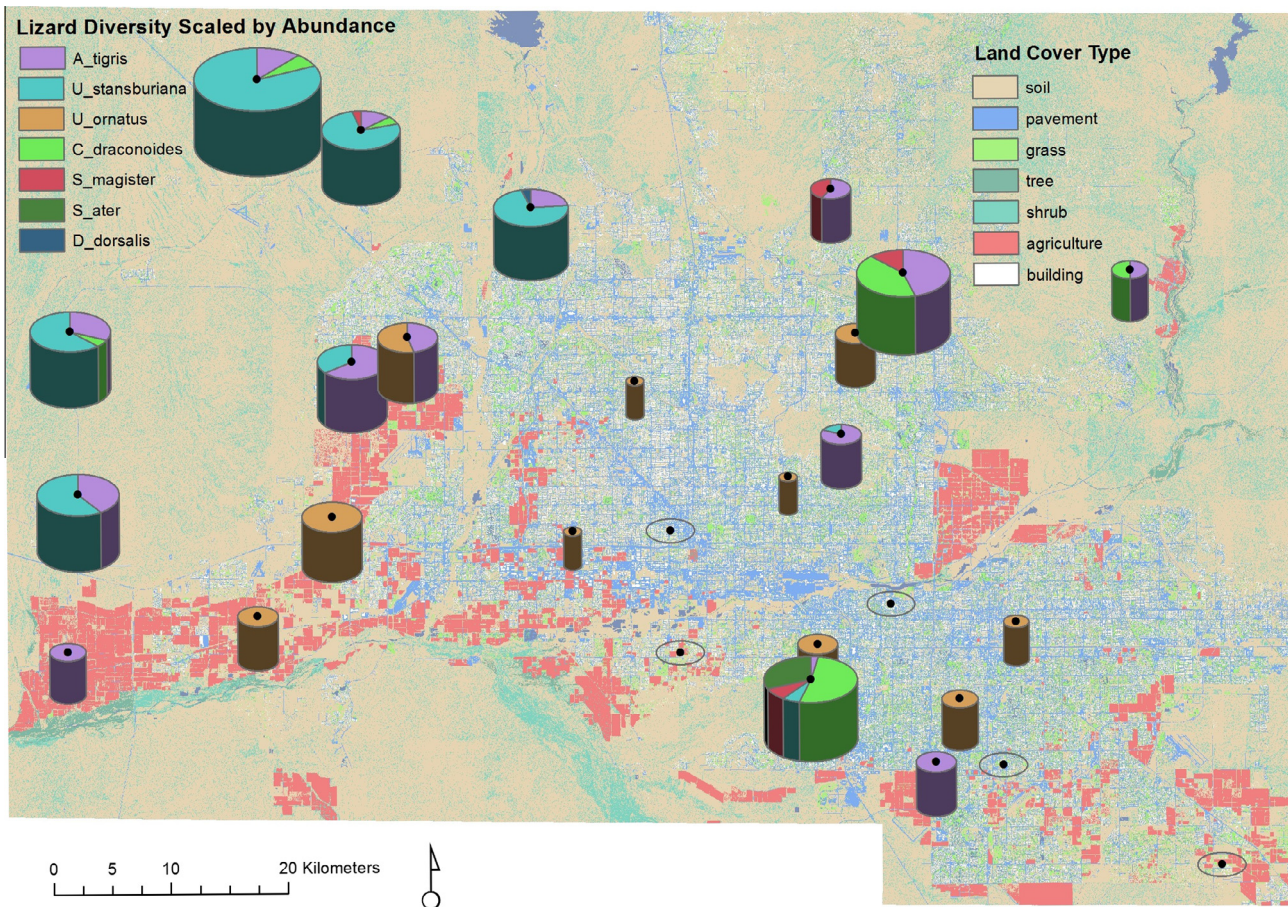 Lizard Diversity Scaled by Abundance
A_tigris
U_stansburiana
U_ornatus
C_draconoides
S_magister
S_ater
D_dorsalis
Land Cover Type
soil
pavement
grass
tree
shrub
agriculture
building
0 5 10 20 Kilometers